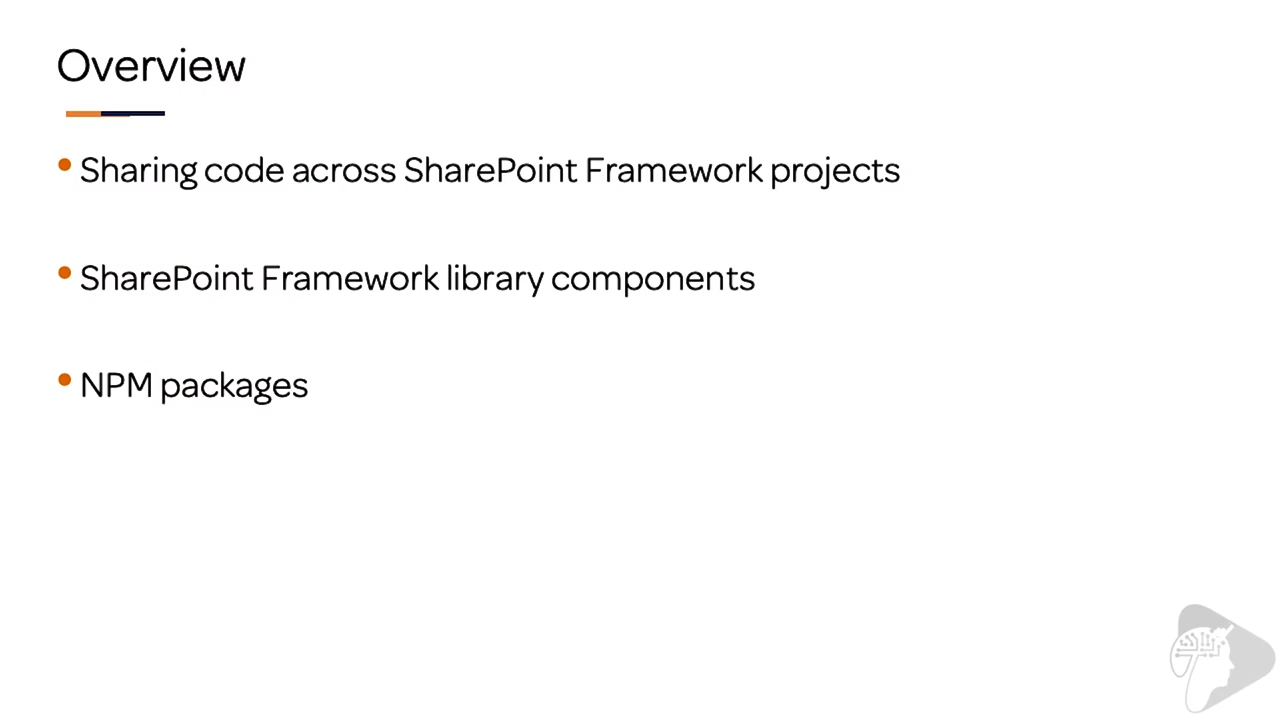 Overview
• Sharing code across SharePoint Framework projects
• SharePoint Framework library components
• NPM packages